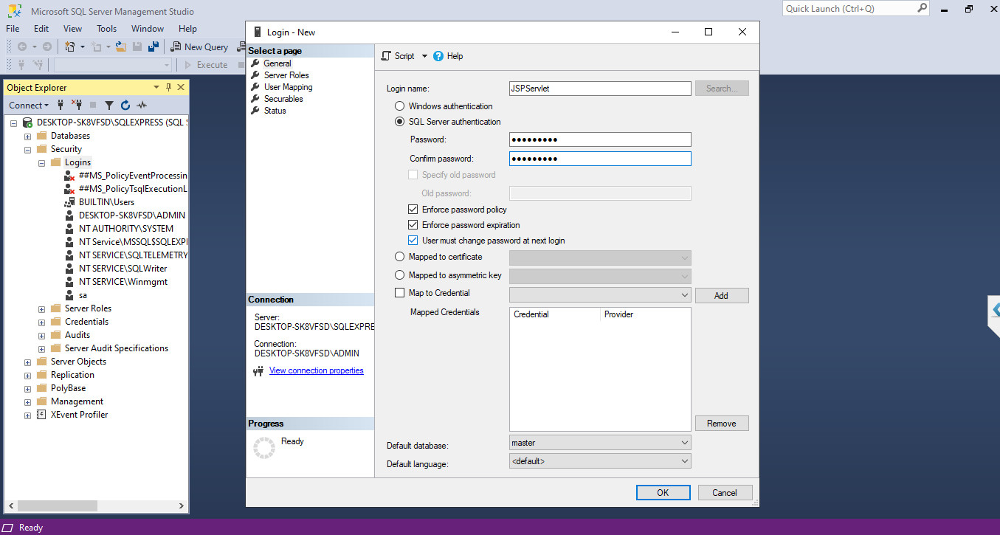 Microsoft SQL Server Management Studio
Quick Launch (Ctrl+Q)
File Edit View Tools Window Help
New Query
Execute
Object Explorer
Connect
DESKTOP-SK8VFSD\SQLEXPRESS (SQL S
Databases
Security
Logins
##MS_PolicyEventProcessin
##MS_PolicyTsqlExecutionL
BUILTIN\Users
DESKTOP-SK8VFSD\ADMIN
NT AUTHORITY\SYSTEM
NT Service\MSSQL$SQLEXPI
NT SERVICE\SQLTELEMETRY
NT SERVICE\SQLWriter
NT SERVICE\Winmgmt
sa
Server Roles
Credentials
Audits
Server Audit Specifications
Server Objects
Replication
PolyBase
Management
XEvent Profiler
Login - New
Select a page
General
Server Roles
User Mapping
Securables
Status
Connection
Server:
DESKTOP-SK8VFSD\SQLEXPRE
Connection:
DESKTOP-SK8VFSD\ADMIN
View connection properties
Progress
Ready
Script Help
Login name: JSPServlet Search...
Windows authentication
SQL Server authentication
Password: ●●●●●●●●●
Confirm password: ●●●●●●●●●
Specify old password
Old password:
Enforce password policy
Enforce password expiration
User must change password at next login
Mapped to certificate
Mapped to asymmetric key
Map to Credential Add
Mapped Credentials Credential Provider
Remove
Default database: master
Default language: <default>
OK Cancel
Ready